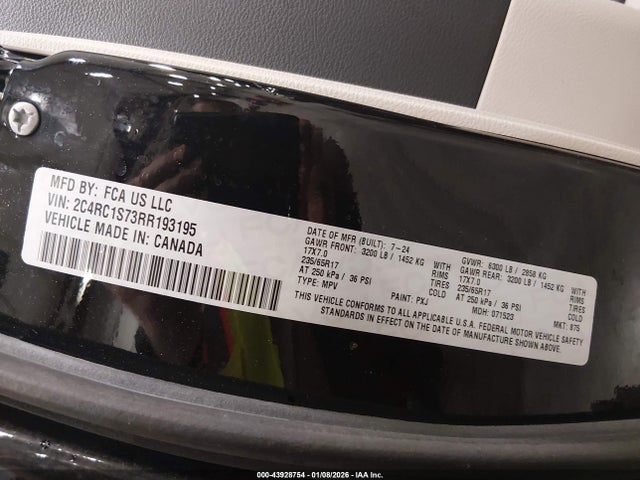 MFD BY: FCA US LLC
VIN: 2C4RC1S73RR193195
VEHICLE MADE IN: CANADA
DATE OF MFR (BUILT): 7-24 GVWR: 6300 LB / 2858 KG
GAWR FRONT: 3200 LB / 1452 KG WITH GAWR REAR: 3200 LB / 1452 KG WITH
17X7.0 RIMS 17X7.0 RIMS
235/65R17 TIRES 235/65R17 TIRES
AT 250 kPa / 36 PSI COLD AT 250 kPa / 36 PSI COLD
TYPE: MPV PAINT: PXJ MDH: 071523 MKT: 975
THIS VEHICLE CONFORMS TO ALL APPLICABLE U.S.A. FEDERAL MOTOR VEHICLE SAFETY
STANDARDS IN EFFECT ON THE DATE OF MANUFACTURE SHOWN ABOVE.
000-43928754 | 01/08/2026 - IAA Inc.